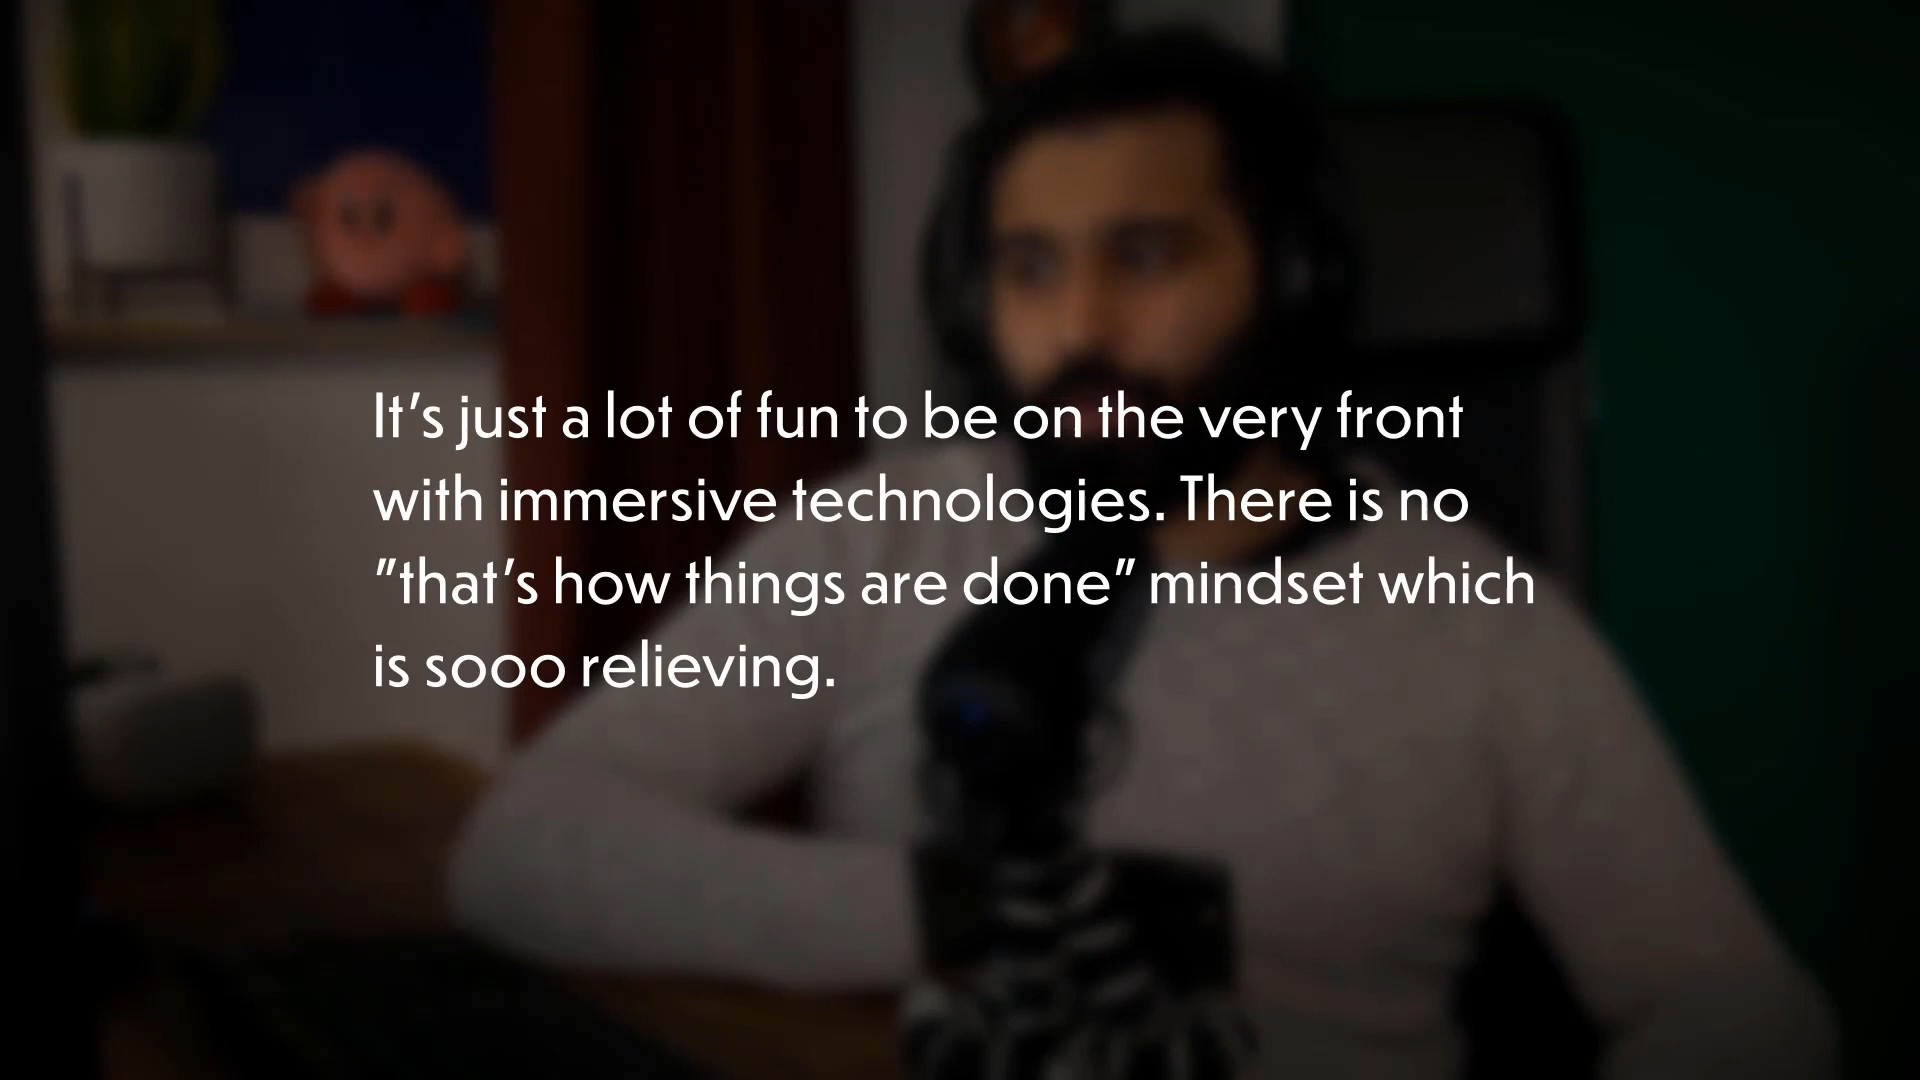 It's just a lot of fun to be on the very front
with immersive technologies. There is no
"that's how things are done" mindset which
is sooo relieving.